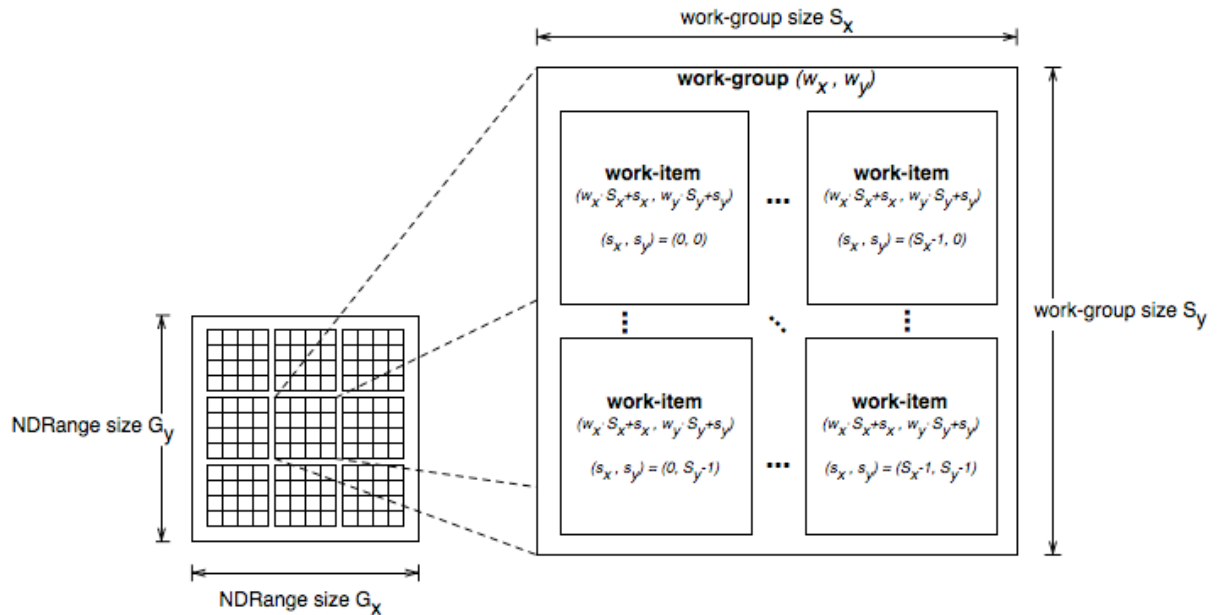 work-group size Sx
work-group (wx , wy)
work-item
(wx· Sx+sx , wy· Sy+sy)
(sx , sy) = (0, 0)
...
work-item
(wx· Sx+sx , wy· Sy+sy)
(sx , sy) = (Sx-1, 0)
work-group size Sy
work-item
(wx· Sx+sx , wy· Sy+sy)
(sx , sy) = (0, Sy-1)
...
work-item
(wx· Sx+sx , wy· Sy+sy)
(sx , sy) = (Sx-1, Sy-1)
NDRange size Gy
NDRange size Gx